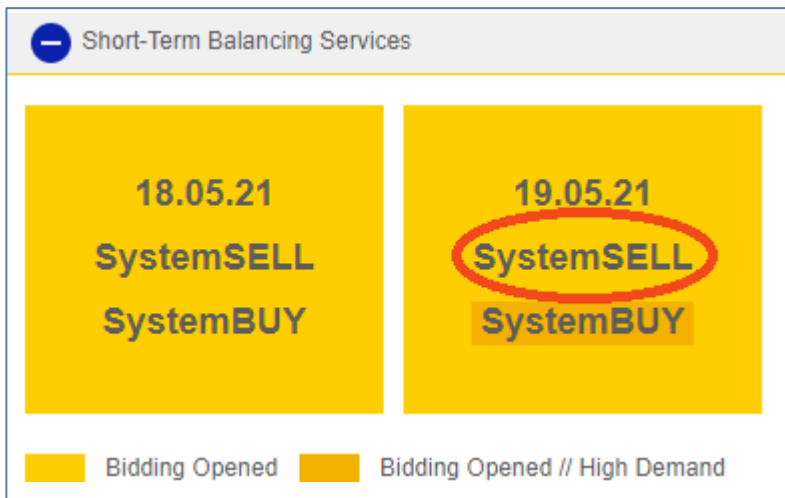 Short-Term Balancing Services
18.05.21
SystemSELL
SystemBUY
19.05.21
SystemSELL
SystemBUY
Bidding Opened
Bidding Opened // High Demand